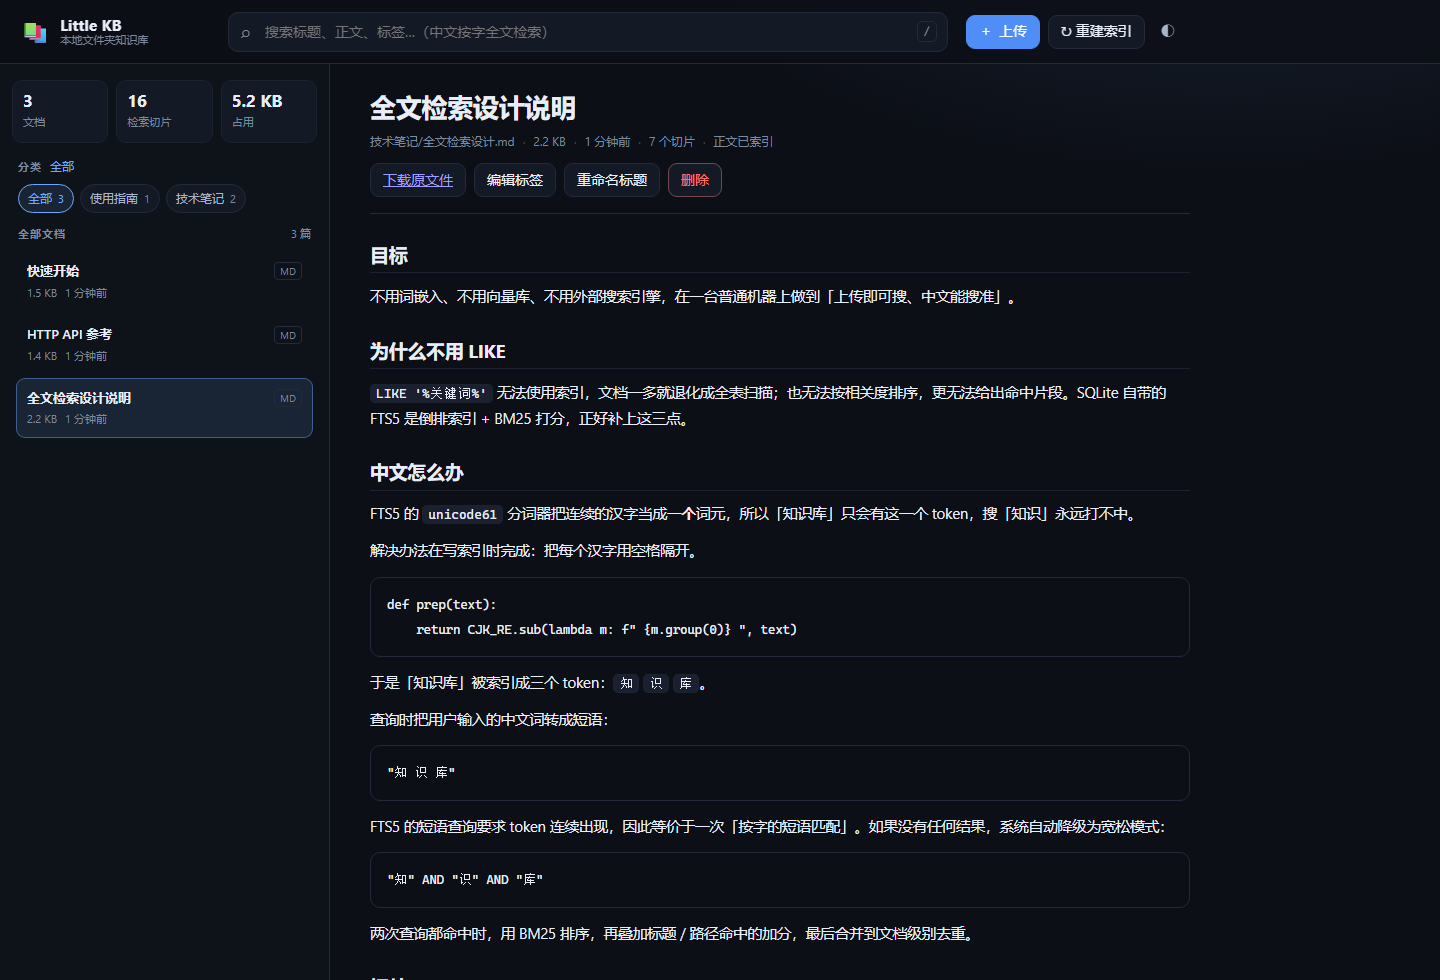 Little KB
本地文件夹知识库
搜索标题、正文、标签...（中文按字全文检索）
/
+ 上传
↻ 重建索引
3
文档
16
检索切片
5.2 KB
占用
分类 全部
全部 3
使用指南 1
技术笔记 2
全部文档
3 篇
快速开始
MD
1.5 KB 1 分钟前
HTTP API 参考
MD
1.4 KB 1 分钟前
全文检索设计说明
MD
2.2 KB 1 分钟前
全文检索设计说明
技术笔记/全文检索设计.md · 2.2 KB · 1 分钟前 · 7 个切片 · 正文已索引
下载原文件
编辑标签
重命名标题
删除
目标
不用词嵌入、不用向量库、不用外部搜索引擎，在一台普通机器上做到「上传即可搜、中文能搜准」。
为什么不用 LIKE
LIKE '%关键词%' 无法使用索引，文档一多就退化成全表扫描；也无法按相关度排序，更无法给出命中片段。SQLite 自带的
FTS5 是倒排索引 + BM25 打分，正好补上这三点。
中文怎么办
FTS5 的 unicode61 分词器把连续的汉字当成一个词元，所以「知识库」只会有这一个 token，搜「知识」永远打不中。
解决办法在写索引时完成：把每个汉字用空格隔开。
def prep(text):
    return CJK_RE.sub(lambda m: f" {m.group(0)} ", text)
于是「知识库」被索引成三个 token：知 识 库 。
查询时把用户输入的中文词转成短语：
"知 识 库"
FTS5 的短语查询要求 token 连续出现，因此等价于一次「按字的短语匹配」。如果没有任何结果，系统自动降级为宽松模式：
"知" AND "识" AND "库"
两次查询都命中时，用 BM25 排序，再叠加标题 / 路径命中的加分，最后合并到文档级别去重。